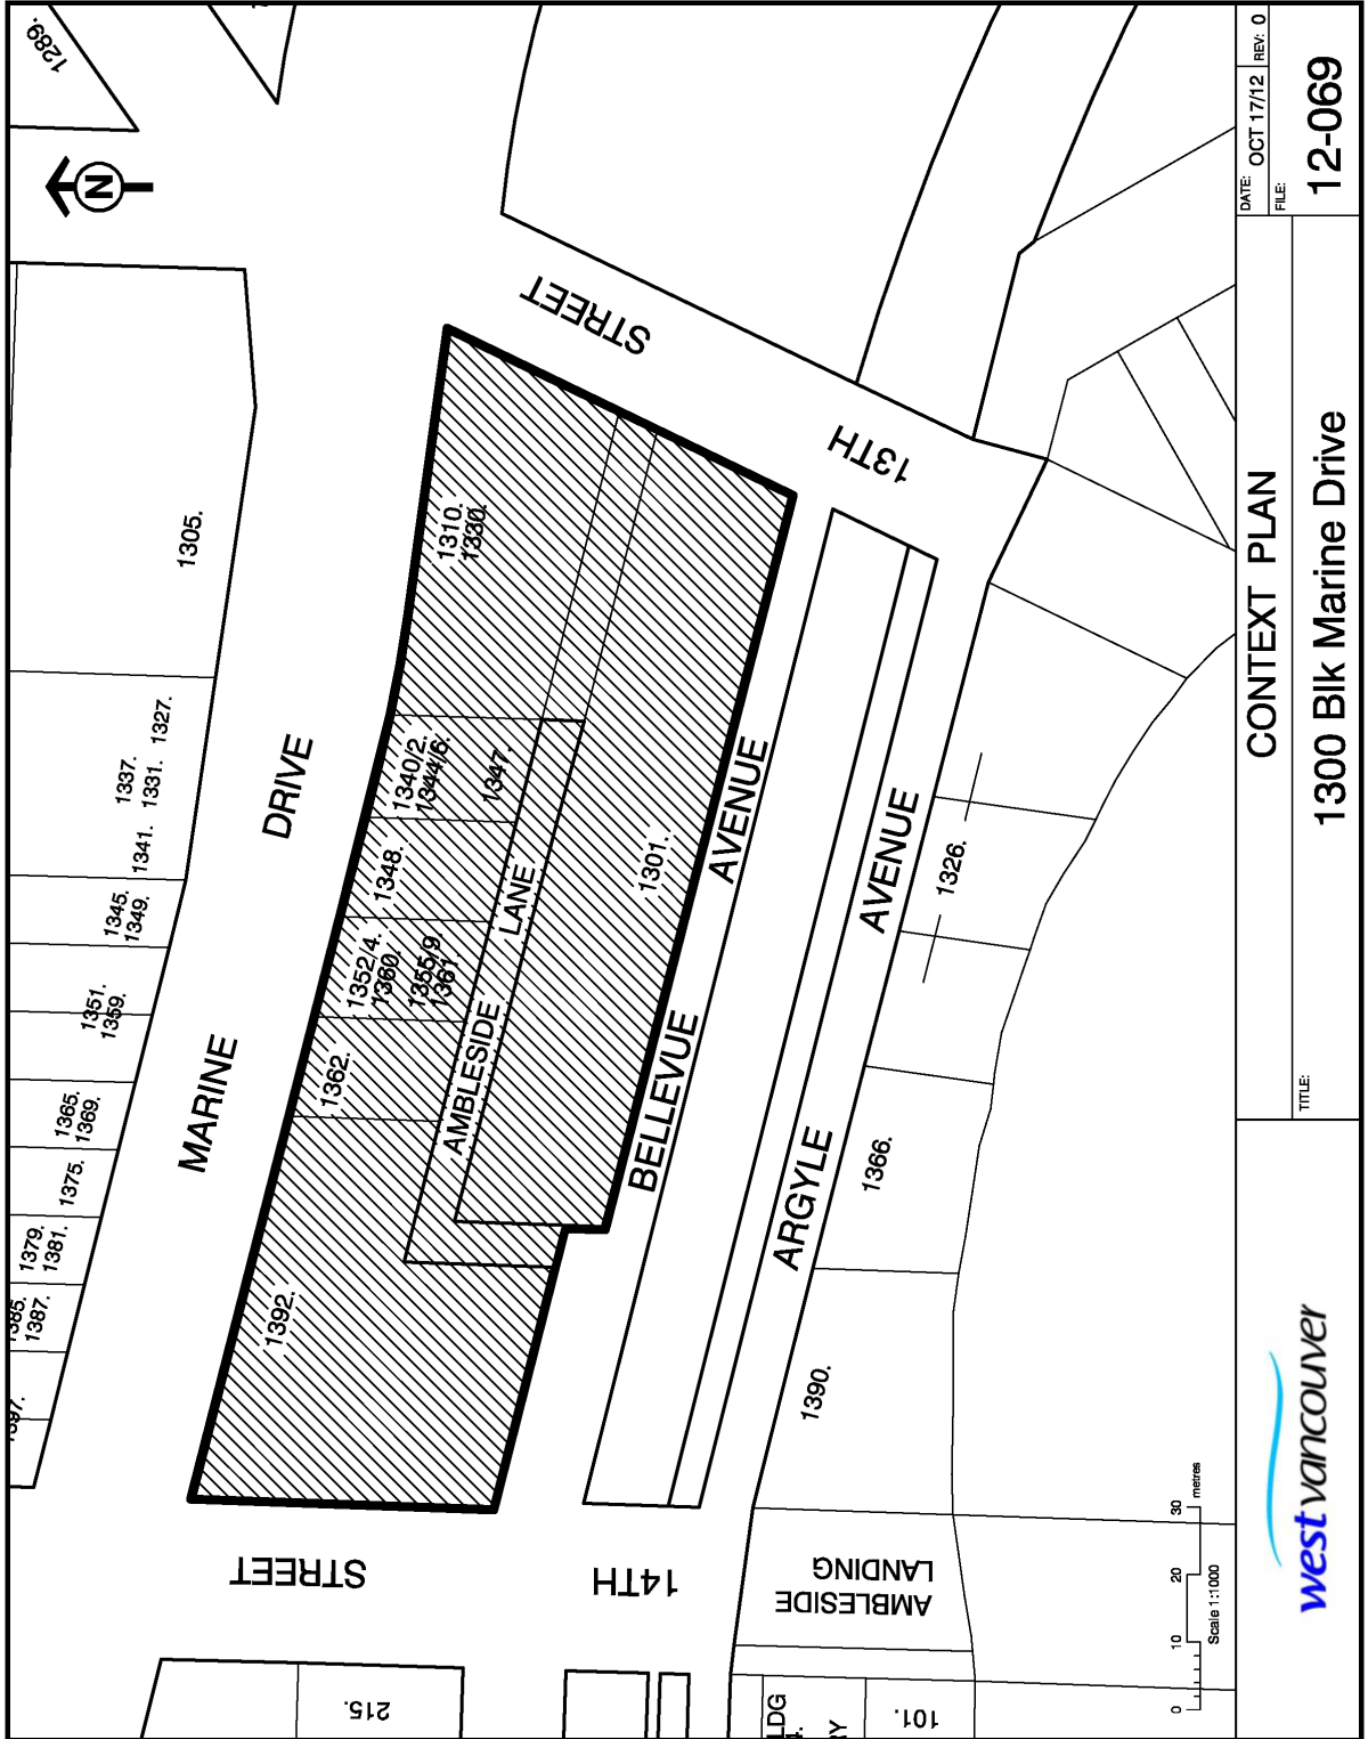 1289.
N
1305.
1327.
1337.
1331.
1341.
1345.
1349.
1351.
1359.
1365.
1369.
1375.
1379.
1381.
1385.
1387.
MARINE DRIVE
1310.
1330.
1340/2.
1344/6.
1347.
1348.
1352/4.
1360.
1355/9.
1361.
1362.
1392.
AMBLESIDE LANE
1301.
BELLEVUE AVENUE
ARGYLE AVENUE
13TH STREET
14TH STREET
1326.
1366.
1390.
AMBLESIDE
LANDING
215.
LDG
101.
0 10 20 30 metres
Scale 1:1000
westvancouver
CONTEXT PLAN
TITLE:
1300 Blk Marine Drive
DATE: OCT 17/12
REV: 0
FILE:
12-069